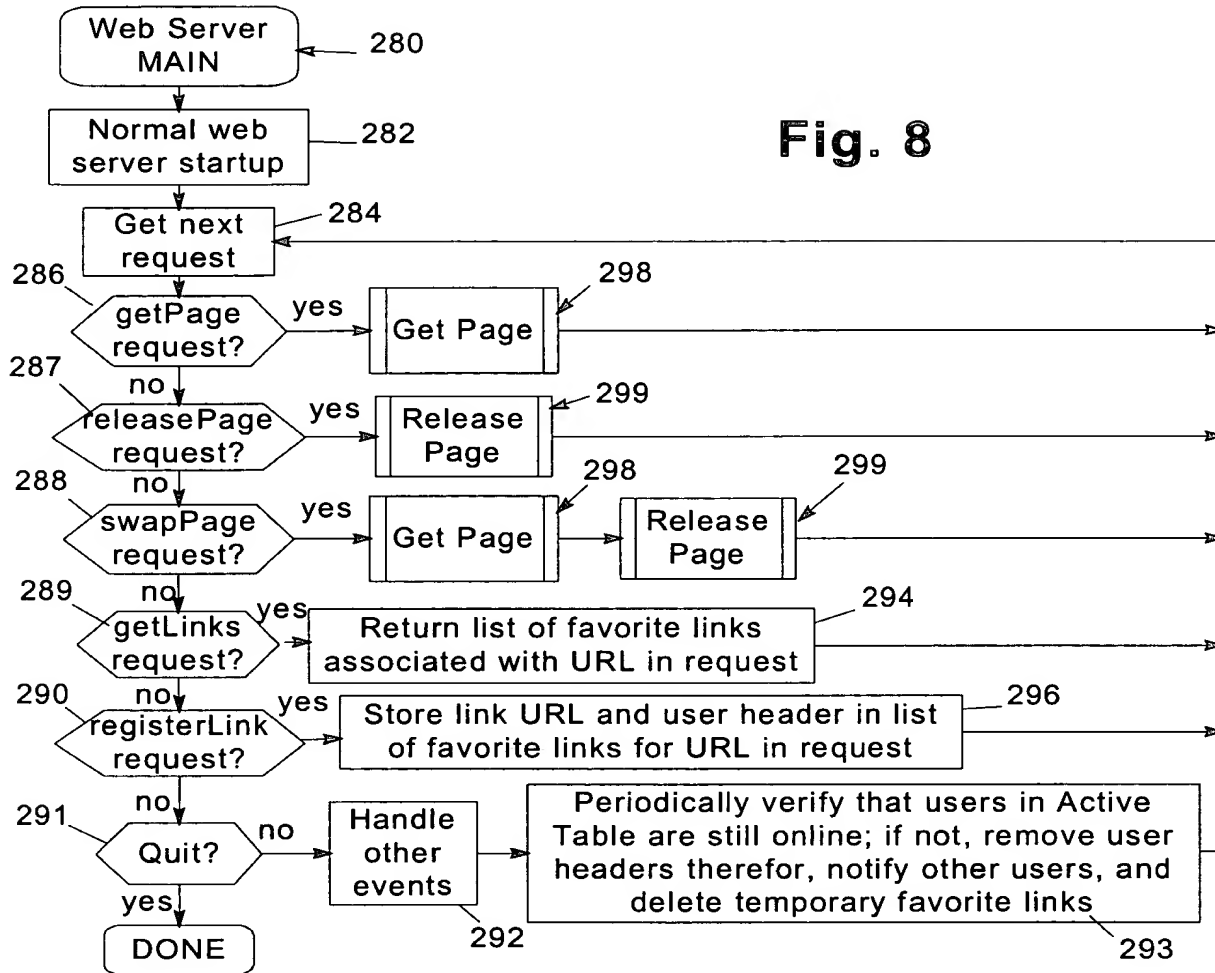 Web Server
MAIN
280
Normal web
server startup
282
Fig. 8
Get next
request
284
286
getPage
request?
yes
Get Page
298
no
287
releasePage
request?
yes
Release
Page
299
no
288
swapPage
request?
yes
Get Page
298
Release
Page
299
no
289
getLinks
request?
yes
Return list of favorite links
associated with URL in request
294
no
290
registerLink
request?
yes
Store link URL and user header in list
of favorite links for URL in request
296
no
291
Quit?
no
Handle
other
events
292
Periodically verify that users in Active
Table are still online; if not, remove user
headers therefor, notify other users, and
delete temporary favorite links
293
yes
DONE